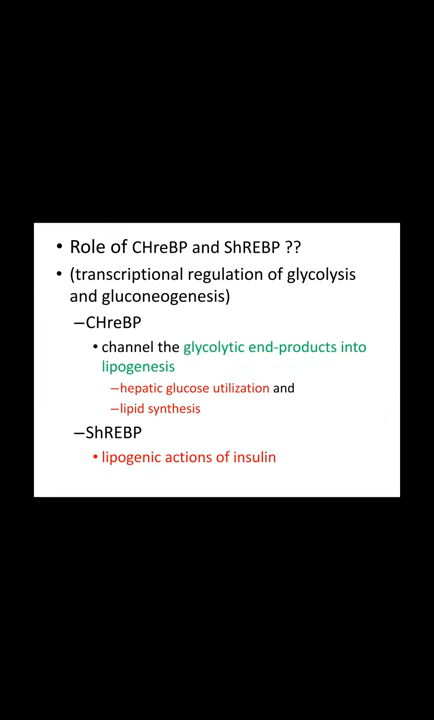 • Role of CHreBP and ShREBP ??
• (transcriptional regulation of glycolysis
and gluconeogenesis)
–CHreBP
• channel the glycolytic end-products into
lipogenesis
–hepatic glucose utilization and
–lipid synthesis
–ShREBP
• lipogenic actions of insulin